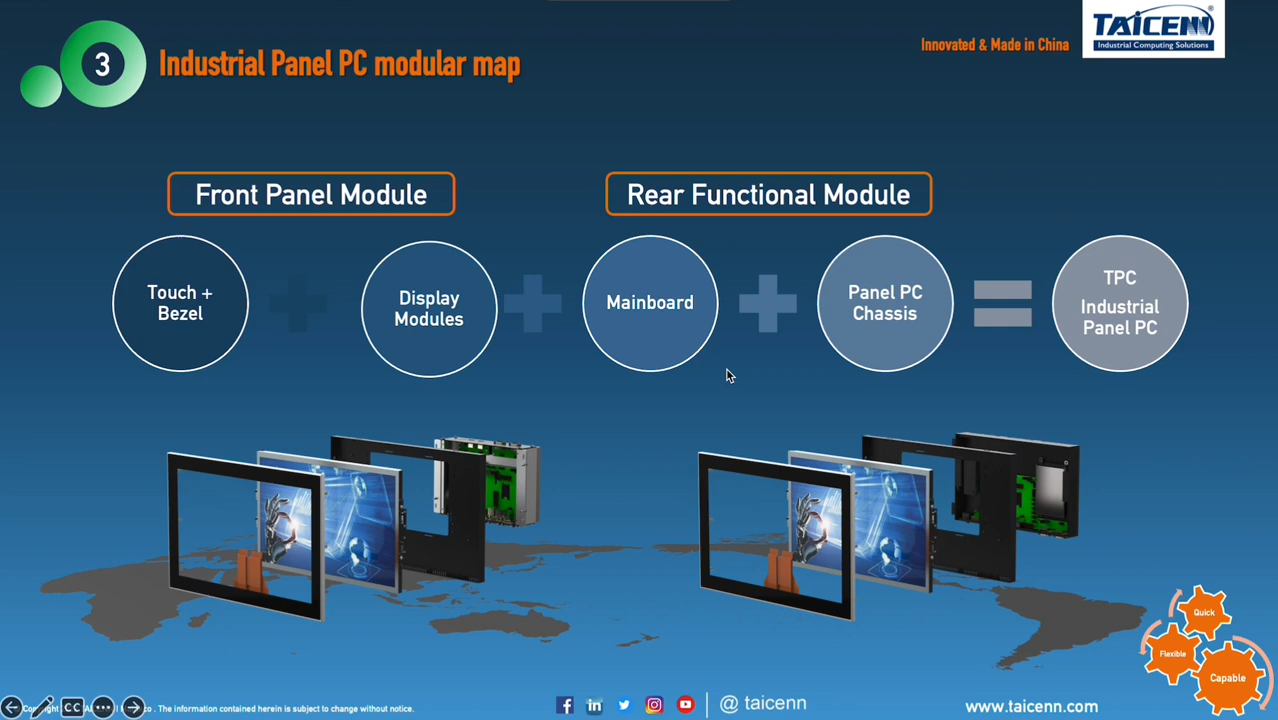 3
Industrial Panel PC modular map
Innovated & Made in China
TAICENN®
Industrial Computing Solutions
Front Panel Module
Rear Functional Module
Touch +
Bezel
Display
Modules
Mainboard
Panel PC
Chassis
TPC
Industrial
Panel PC
Quick
Flexible
Capable
CC
The information contained herein is subject to change without notice.
@ taicenn
www.taicenn.com